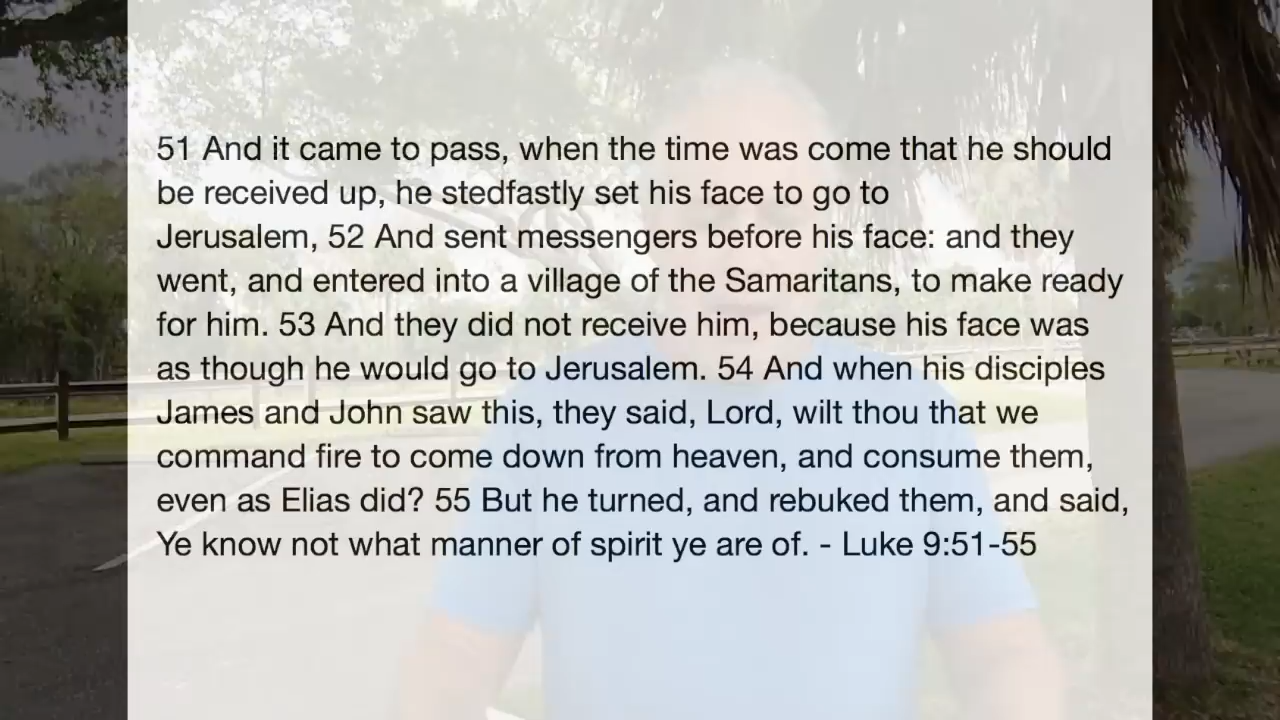 51 And it came to pass, when the time was come that he should
be received up, he stedfastly set his face to go to
Jerusalem, 52 And sent messengers before his face: and they
went, and entered into a village of the Samaritans, to make ready
for him. 53 And they did not receive him, because his face was
as though he would go to Jerusalem. 54 And when his disciples
James and John saw this, they said, Lord, wilt thou that we
command fire to come down from heaven, and consume them,
even as Elias did? 55 But he turned, and rebuked them, and said,
Ye know not what manner of spirit ye are of. - Luke 9:51-55